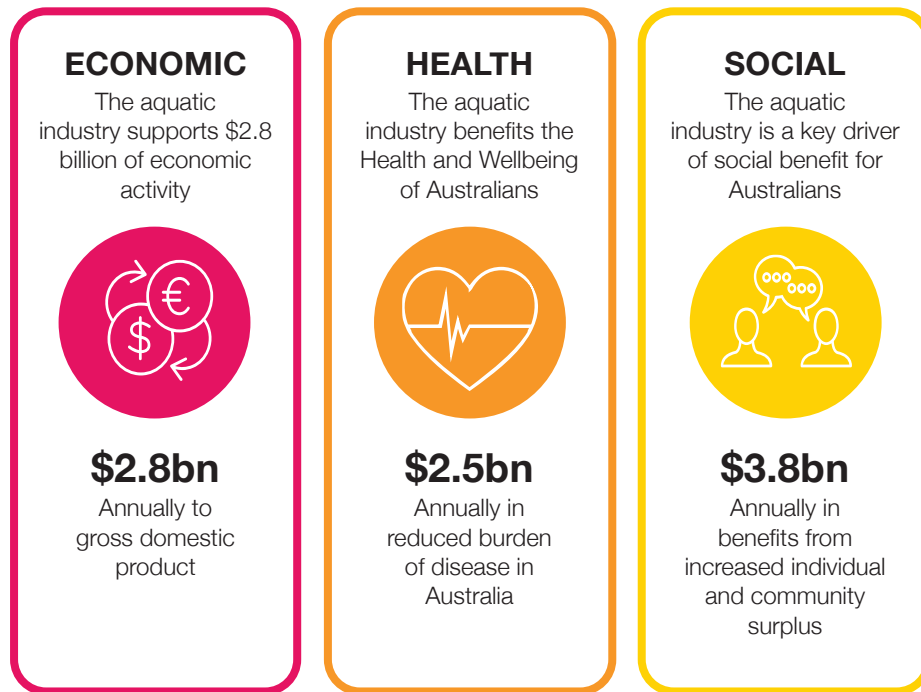 ECONOMIC
The aquatic
industry supports $2.8
billion of economic
activity
€
$
$2.8bn
Annually to
gross domestic
product
HEALTH
The aquatic
industry benefits the
Health and Wellbeing
of Australians
$2.5bn
Annually in
reduced burden
of disease in
Australia
SOCIAL
The aquatic
industry is a key driver
of social benefit for
Australians
$3.8bn
Annually in
benefits from
increased individual
and community
surplus